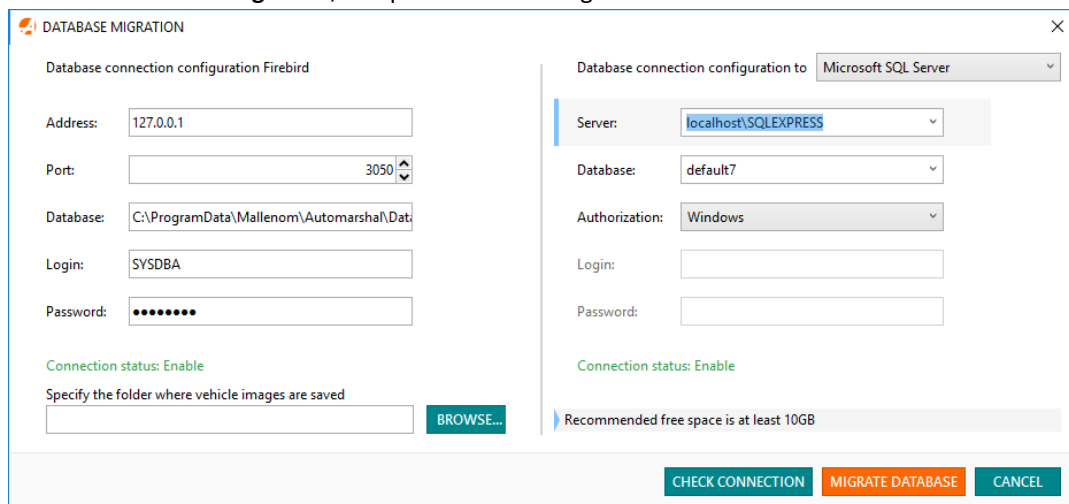 DATABASE MIGRATION
Database connection configuration Firebird
Address: 127.0.0.1
Port: 3050
Database: C:\ProgramData\Mallenom\Automarshal\Data
Login: SYSDBA
Password: ••••••••
Connection status: Enable
Specify the folder where vehicle images are saved
BROWSE...
Database connection configuration to Microsoft SQL Server
Server: localhost\SQLEXPRESS
Database: default7
Authorization: Windows
Login:
Password:
Connection status: Enable
Recommended free space is at least 10GB
CHECK CONNECTION MIGRATE DATABASE CANCEL